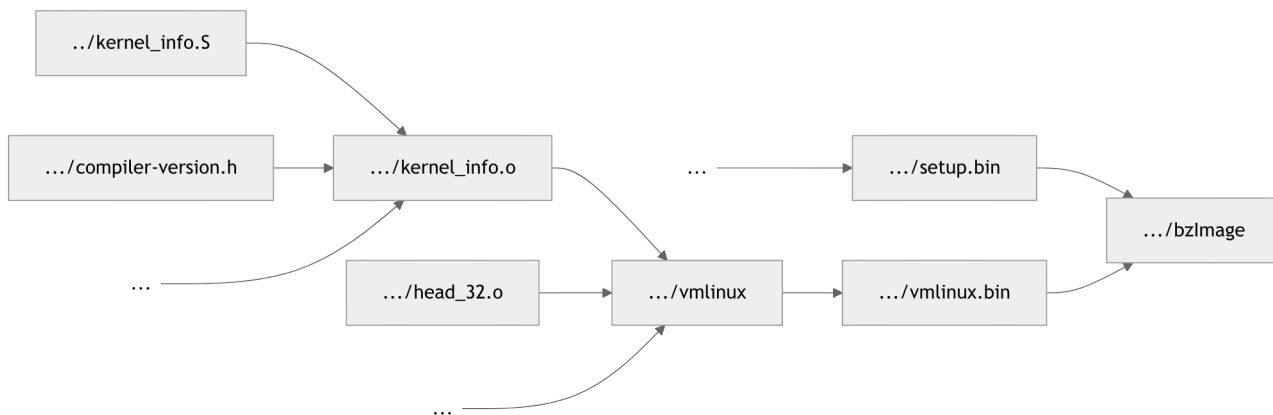 ../kernel_info.S
.../compiler-version.h
.../kernel_info.o
...
.../setup.bin
.../bzImage
...
.../head_32.o
.../vmlinux
.../vmlinux.bin
...